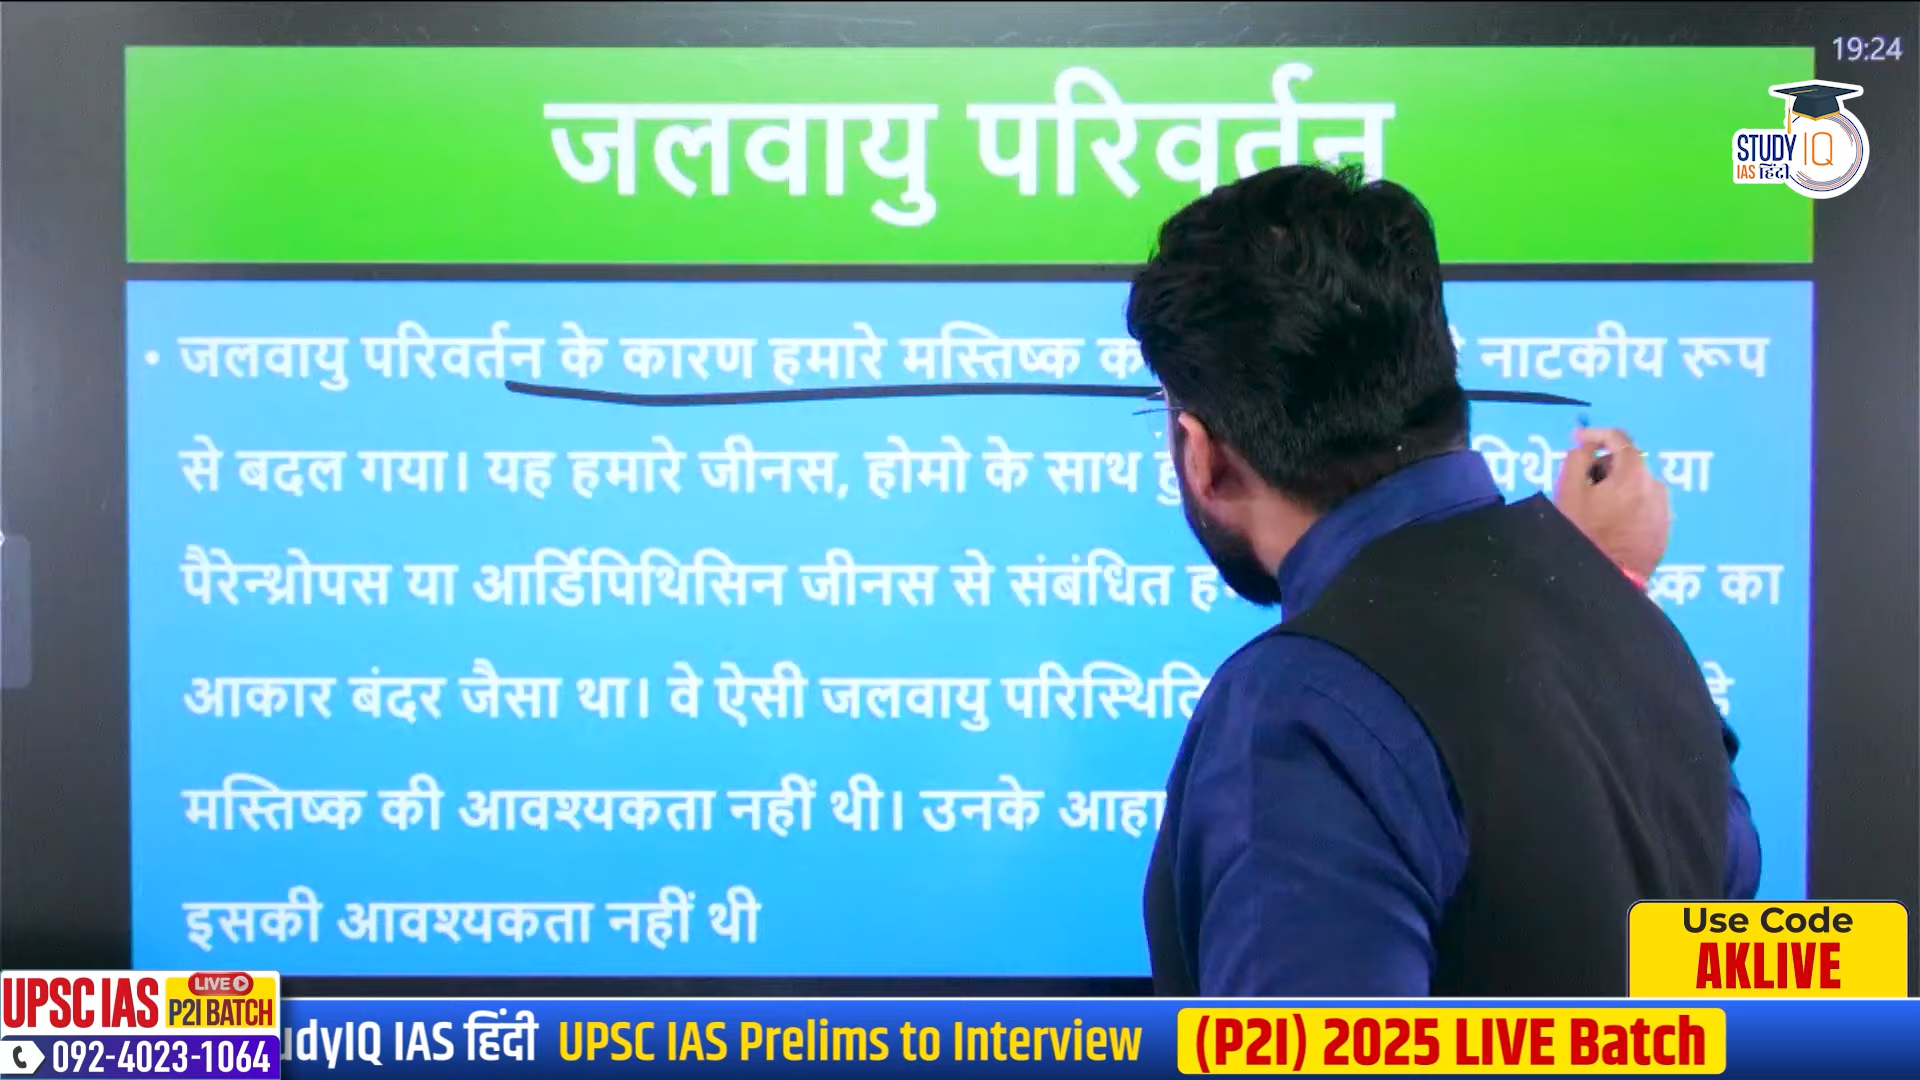 19:24
जलवायु परिवर्तन
STUDY IQ
IAS हिंदी
• जलवायु परिवर्तन के कारण हमारे मस्तिष्क नाटकीय रूप
से बदल गया। यह हमारे जीनस, होमो के साथ या
पैरेन्थ्रोपस या आर्डिपिथिसिन जीनस से संबंधित का
आकार बंदर जैसा था। वे ऐसी जलवायु
मस्तिष्क की आवश्यकता नहीं थी। उनके
इसकी आवश्यकता नहीं थी
Use Code
AKLIVE
UPSC IAS
LIVE
P2I BATCH
092-4023-1064
udyIQ IAS हिंदी UPSC IAS Prelims to Interview (P2I) 2025 LIVE Batch